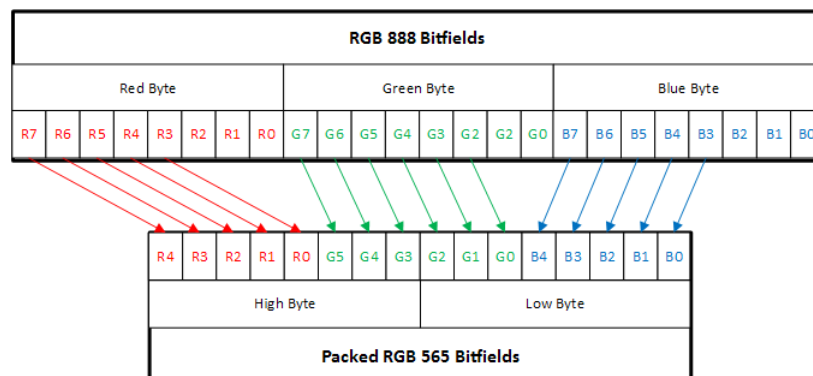 RGB 888 Bitfields
Red Byte Green Byte Blue Byte
R7 R6 R5 R4 R3 R2 R1 R0 G7 G6 G5 G4 G3 G2 G2 G0 B7 B6 B5 B4 B3 B2 B1 B0
R4 R3 R2 R1 R0 G5 G4 G3 G2 G1 G0 B4 B3 B2 B1 B0
High Byte Low Byte
Packed RGB 565 Bitfields